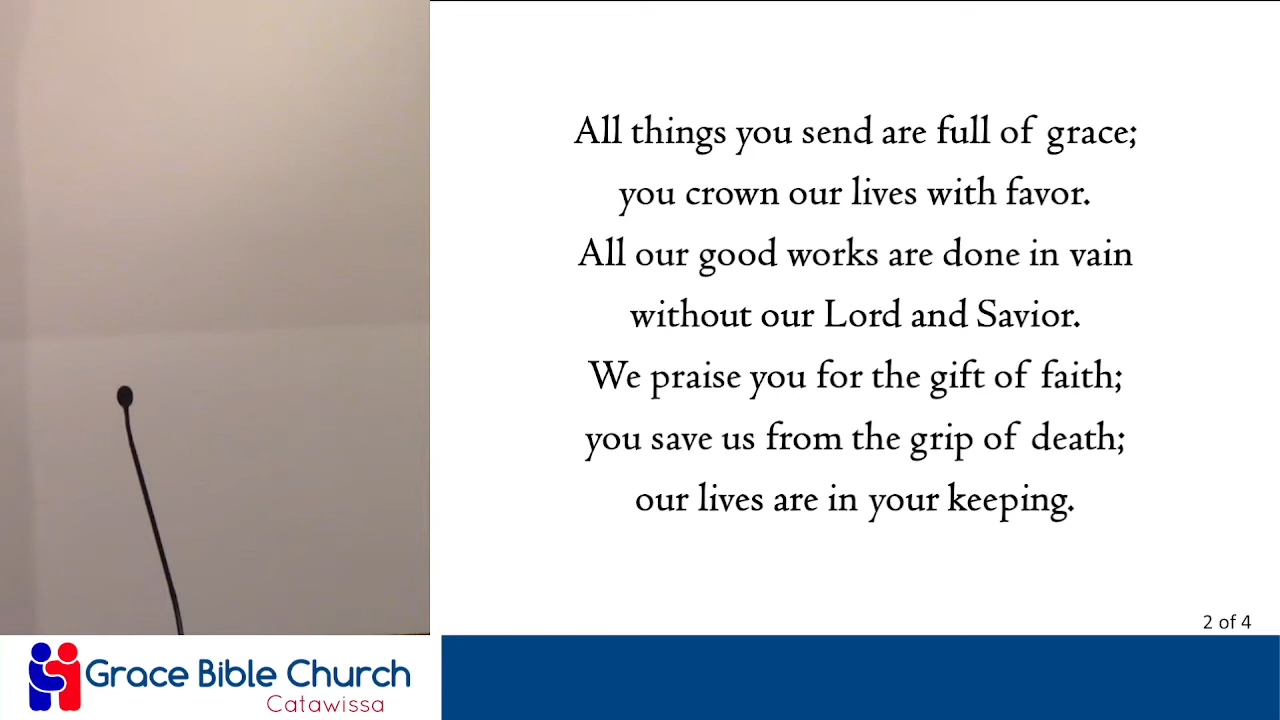 All things you send are full of grace;
you crown our lives with favor.
All our good works are done in vain
without our Lord and Savior.
We praise you for the gift of faith;
you save us from the grip of death;
our lives are in your keeping.
2 of 4
Grace Bible Church
Catawissa